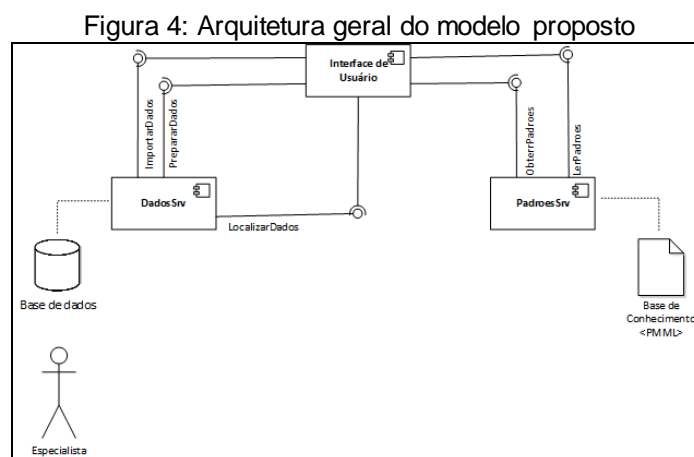 Figura 4: Arquitetura geral do modelo proposto
Interface de
Usuário
ImportarDados
PrepararDados
ObterrPadroes
LerPadroes
DadosSrv
PadroesSrv
LocalizarDados
Base de dados
Base de
Conhecimento
<PMML>
Especialista